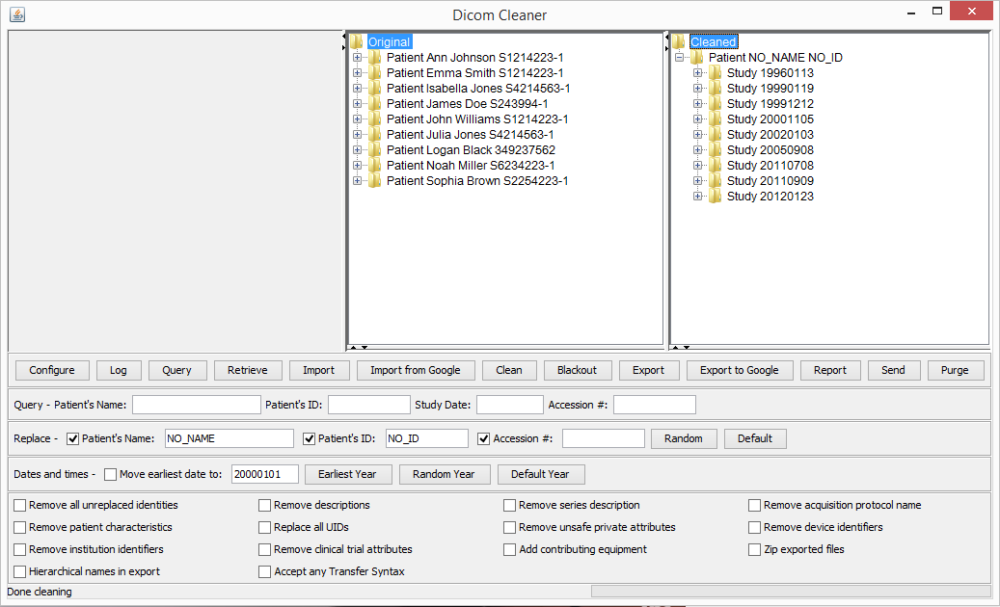 Dicom Cleaner
Original
Patient Ann Johnson S1214223-1
Patient Emma Smith S1214223-1
Patient Isabella Jones S4214563-1
Patient James Doe S243994-1
Patient John Williams S1214223-1
Patient Julia Jones S4214563-1
Patient Logan Black 349237562
Patient Noah Miller S6234223-1
Patient Sophia Brown S2254223-1
Cleaned
Patient NO_NAME NO_ID
Study 19960113
Study 19990119
Study 19991212
Study 20001105
Study 20020103
Study 20050908
Study 20110708
Study 20110909
Study 20120123
Configure Log Query Retrieve Import Import from Google Clean Blackout Export Export to Google Report Send Purge
Query - Patient's Name: Patient's ID: Study Date: Accession #:
Replace - Patient's Name: NO_NAME Patient's ID: NO_ID Accession #: Random Default
Dates and times - Move earliest date to: 20000101 Earliest Year Random Year Default Year
Remove all unreplaced identities Remove descriptions Remove series description Remove acquisition protocol name
Remove patient characteristics Replace all UIDs Remove unsafe private attributes Remove device identifiers
Remove institution identifiers Remove clinical trial attributes Add contributing equipment Zip exported files
Hierarchical names in export Accept any Transfer Syntax
Done cleaning